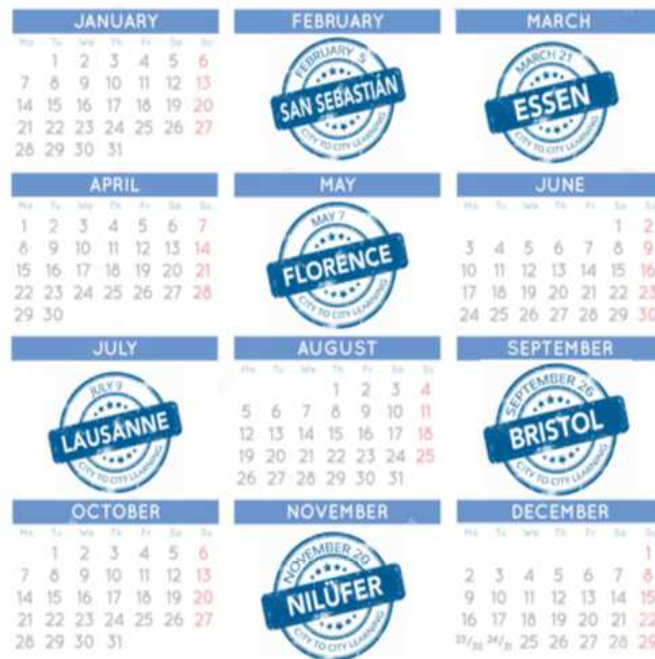 JANUARY
Mo Tu We Th Fr Sa Su
1 2 3 4 5 6
7 8 9 10 11 12 13
14 15 16 17 18 19 20
21 22 23 24 25 26 27
28 29 30 31
FEBRUARY
FEBRUARY 5
SAN SEBASTIÁN
CITY TO CITY LEARNING
MARCH
MARCH 21
ESSEN
CITY TO CITY LEARNING
APRIL
Mo Tu We Th Fr Sa Su
1 2 3 4 5 6 7
8 9 10 11 12 13 14
15 16 17 18 19 20 21
22 23 24 25 26 27 28
29 30
MAY
MAY 7
FLORENCE
CITY TO CITY LEARNING
JUNE
Mo Tu We Th Fr Sa Su
1 2
3 4 5 6 7 8 9
10 11 12 13 14 15 16
17 18 19 20 21 22 23
24 25 26 27 28 29 30
JULY
JULY 9
LAUSANNE
CITY TO CITY LEARNING
AUGUST
Mo Tu We Th Fr Sa Su
1 2 3 4
5 6 7 8 9 10 11
12 13 14 15 16 17 18
19 20 21 22 23 24 25
26 27 28 29 30 31
SEPTEMBER
SEPTEMBER 26
BRISTOL
CITY TO CITY LEARNING
OCTOBER
Mo Tu We Th Fr Sa Su
1 2 3 4 5 6
7 8 9 10 11 12 13
14 15 16 17 18 19 20
21 22 23 24 25 26 27
28 29 30 31
NOVEMBER
NOVEMBER 20
NILÜFER
CITY TO CITY LEARNING
DECEMBER
Mo Tu We Th Fr Sa Su
1
2 3 4 5 6 7 8
9 10 11 12 13 14 15
16 17 18 19 20 21 22
23/30 24/31 25 26 27 28 29